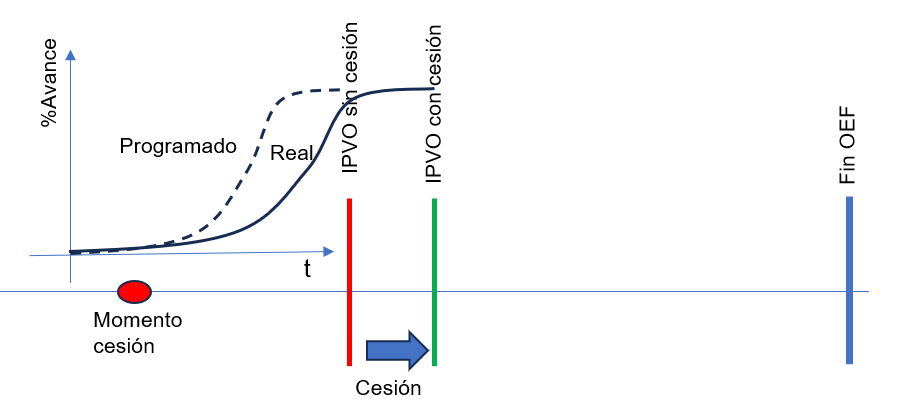 %Avance
Programado
Real
t
IPVO sin cesión
IPVO con cesión
Fin OEF
Momento
cesión
Cesión